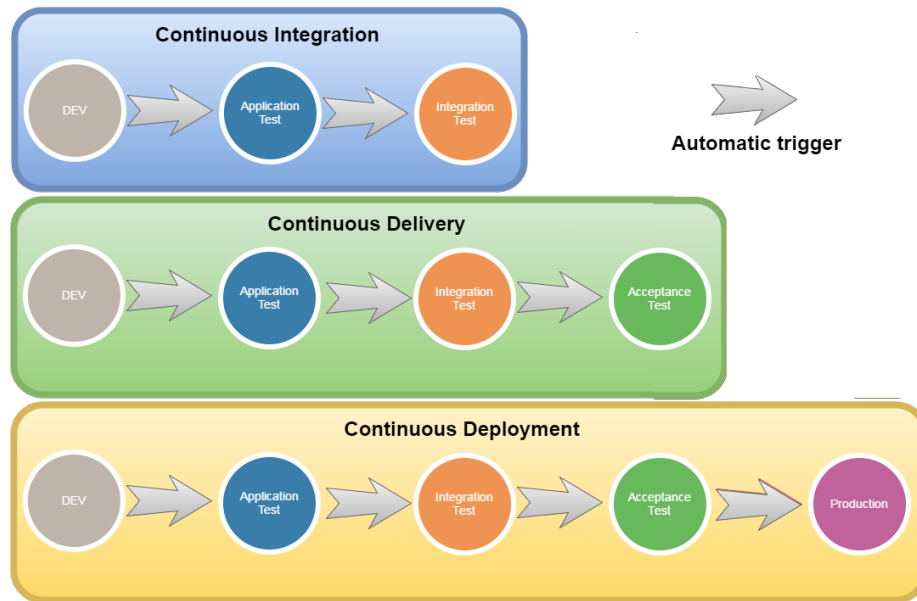 Continuous Integration
DEV
Application
Test
Integration
Test
Automatic trigger
Continuous Delivery
DEV
Application
Test
Integration
Test
Acceptance
Test
Continuous Deployment
DEV
Application
Test
Integration
Test
Acceptance
Test
Production